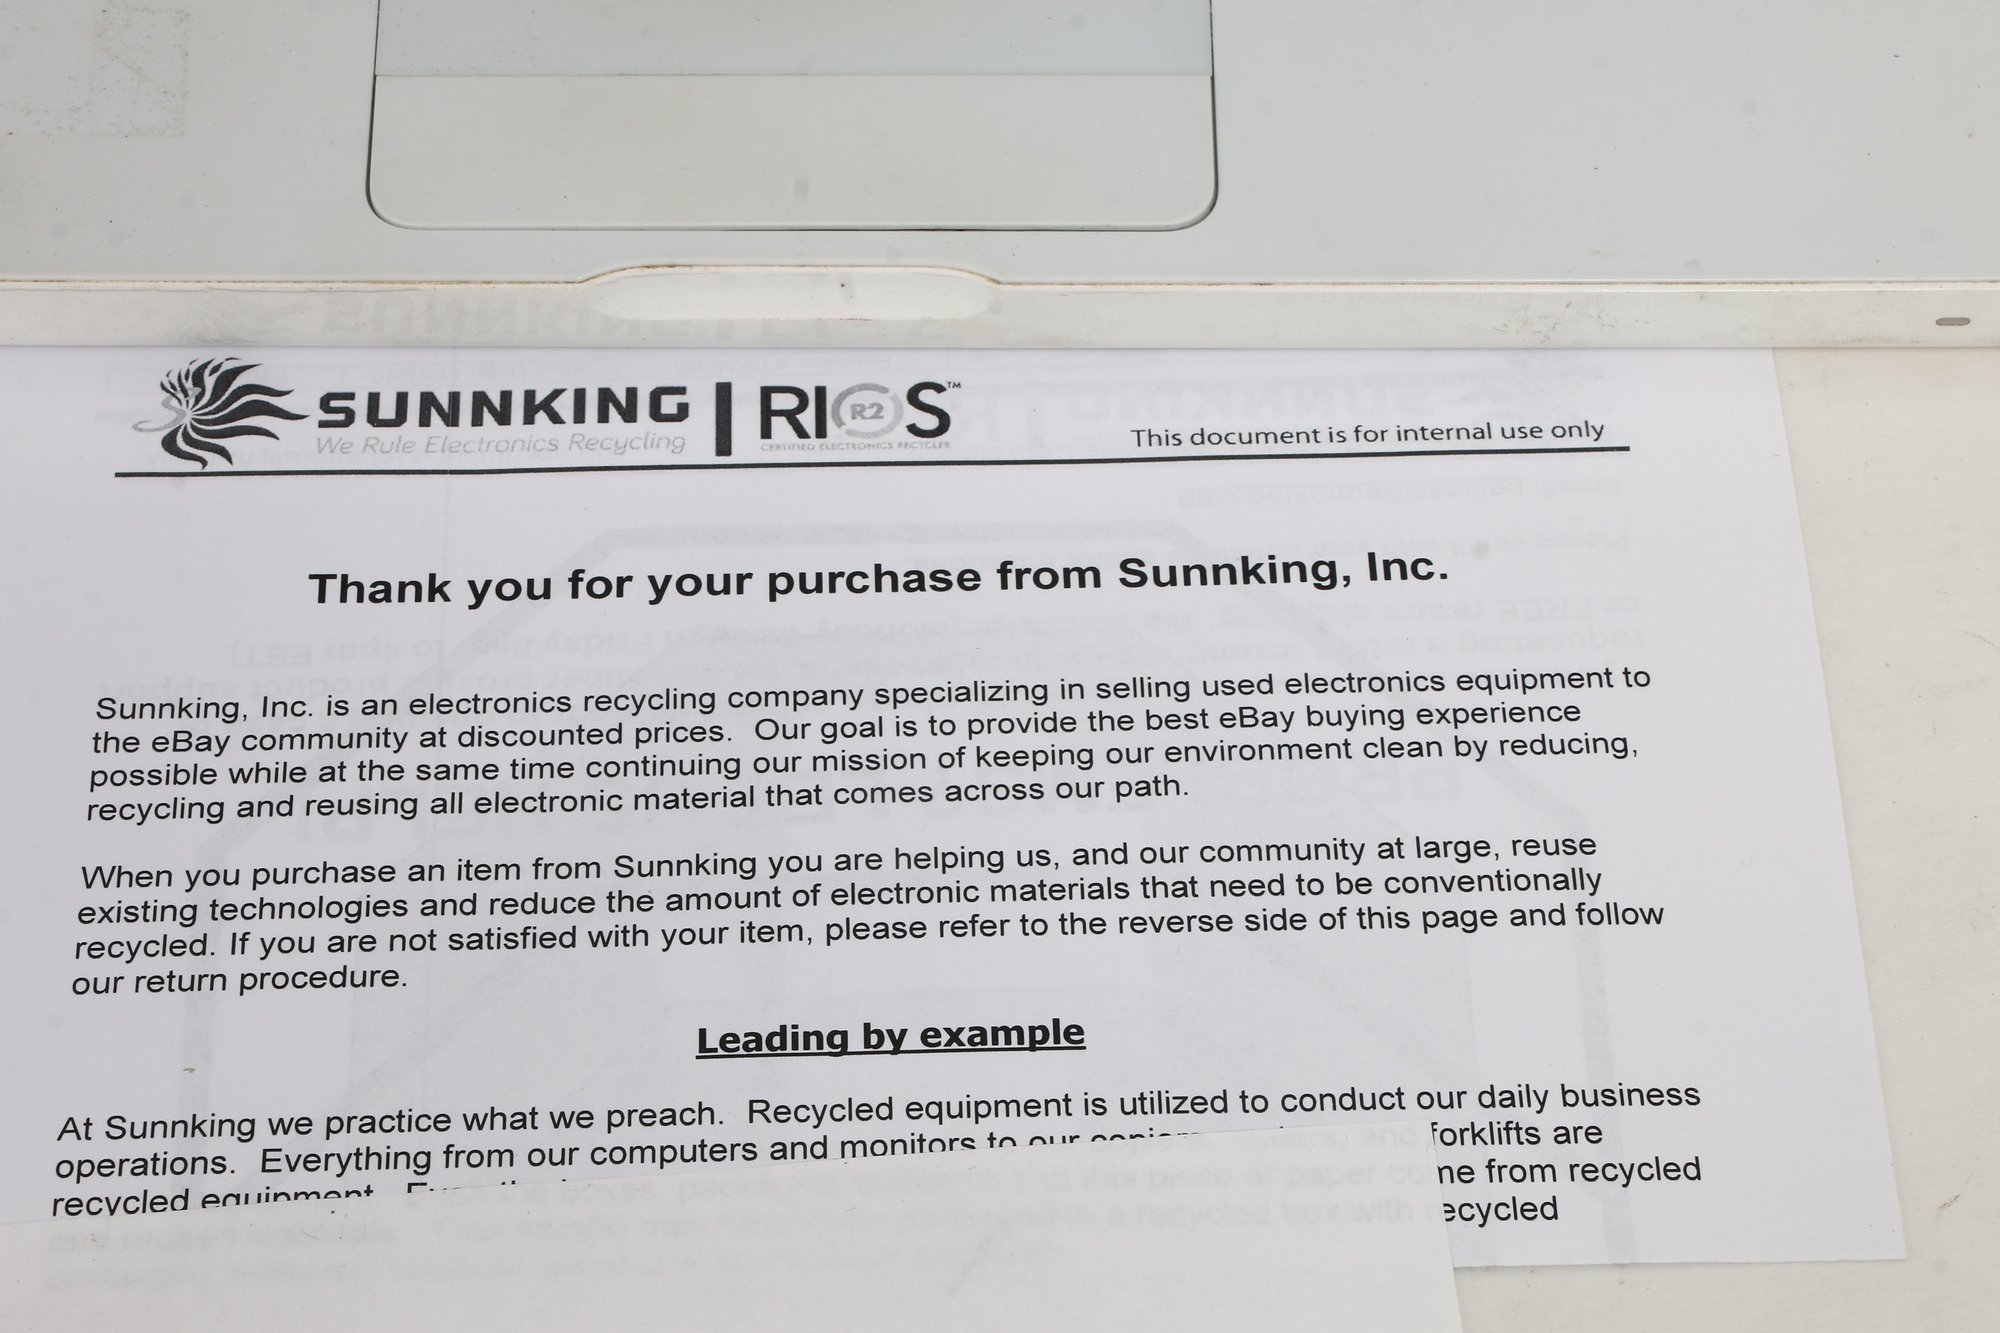 SUNNKING | RIOS™
R2
We Rule Electronics Recycling
CERTIFIED ELECTRONICS RECYCLER
This document is for internal use only
Thank you for your purchase from Sunnking, Inc.
Sunnking, Inc. is an electronics recycling company specializing in selling used electronics equipment to
the eBay community at discounted prices.  Our goal is to provide the best eBay buying experience
possible while at the same time continuing our mission of keeping our environment clean by reducing,
recycling and reusing all electronic material that comes across our path.
When you purchase an item from Sunnking you are helping us, and our community at large, reuse
existing technologies and reduce the amount of electronic materials that need to be conventionally
recycled. If you are not satisfied with your item, please refer to the reverse side of this page and follow
our return procedure.
Leading by example
At Sunnking we practice what we preach.  Recycled equipment is utilized to conduct our daily business
operations.  Everything from our computers and monitors to our forklifts are
recycled equipment. me from recycled
ecycled